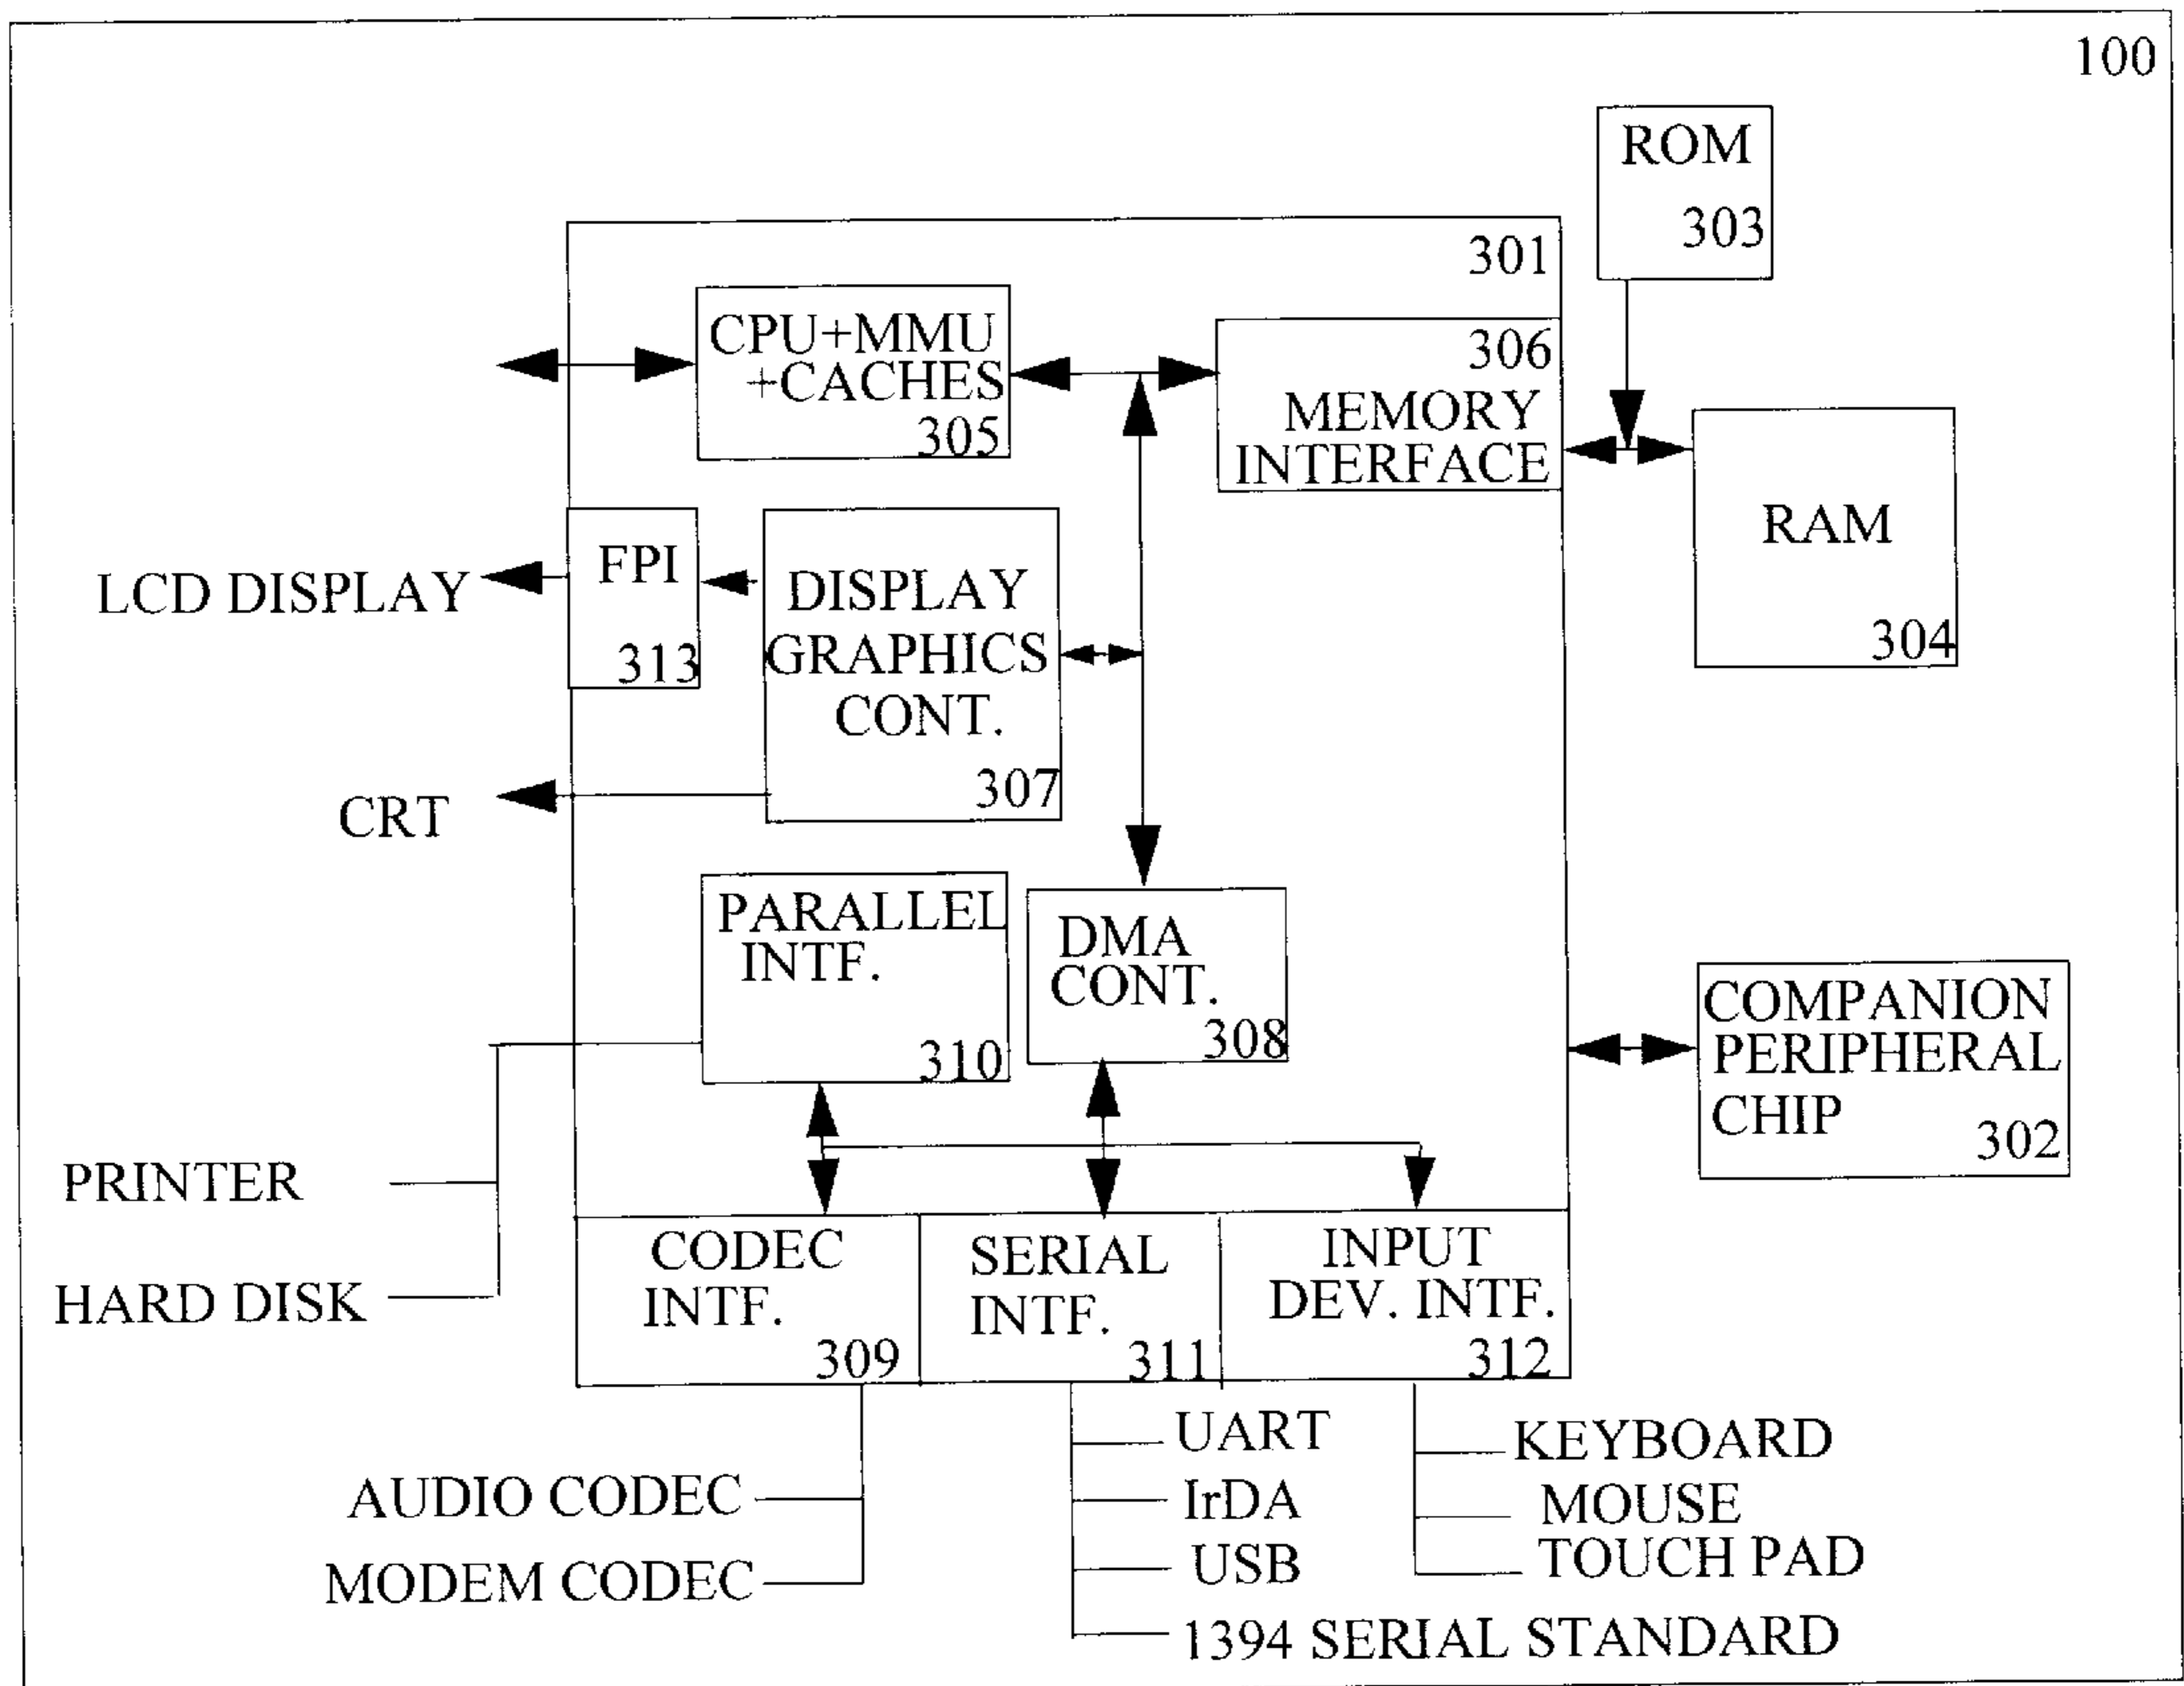 100
ROM
303
301
CPU+MMU
+CACHES
305
306
MEMORY
INTERFACE
RAM
304
LCD DISPLAY
FPI
313
DISPLAY
GRAPHICS
CONT.
307
CRT
PARALLEL
INTF.
310
DMA
CONT.
308
COMPANION
PERIPHERAL
CHIP
302
PRINTER
HARD DISK
CODEC
INTF.
309
SERIAL
INTF.
311
INPUT
DEV. INTF.
312
AUDIO CODEC
MODEM CODEC
UART
IrDA
USB
1394 SERIAL STANDARD
KEYBOARD
MOUSE
TOUCH PAD